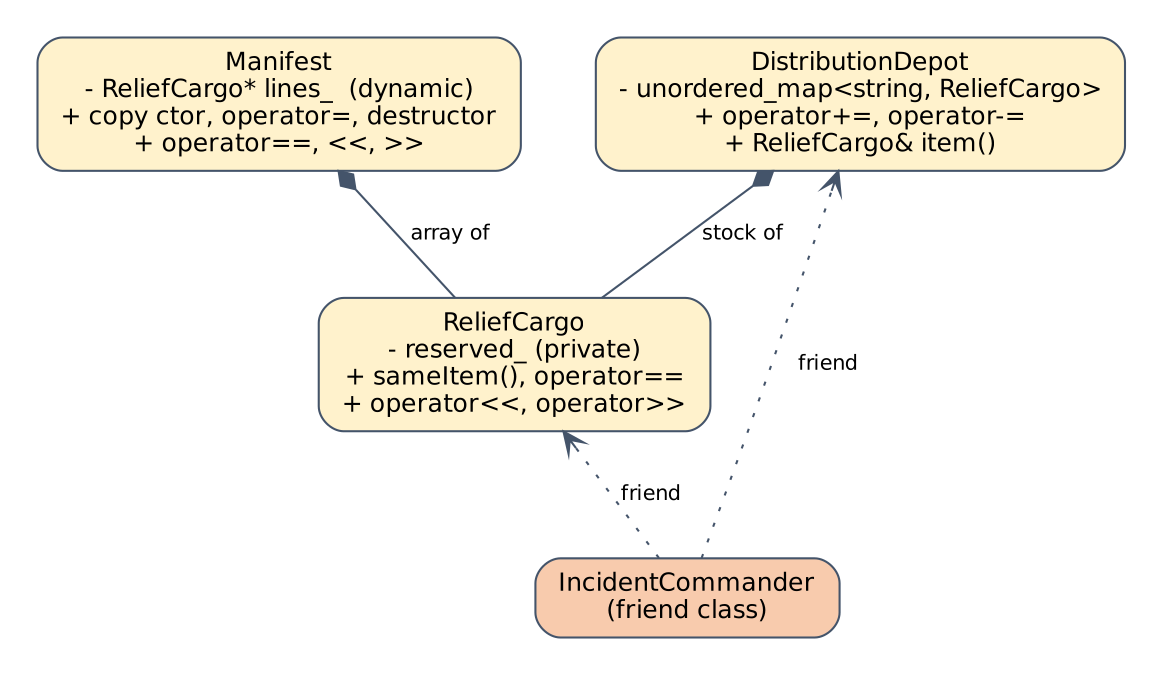 Manifest
- ReliefCargo* lines_  (dynamic)
+ copy ctor, operator=, destructor
+ operator==, <<, >>
DistributionDepot
- unordered_map<string, ReliefCargo>
+ operator+=, operator-=
+ ReliefCargo& item()
array of
stock of
ReliefCargo
- reserved_ (private)
+ sameItem(), operator==
+ operator<<, operator>>
friend
friend
IncidentCommander
(friend class)